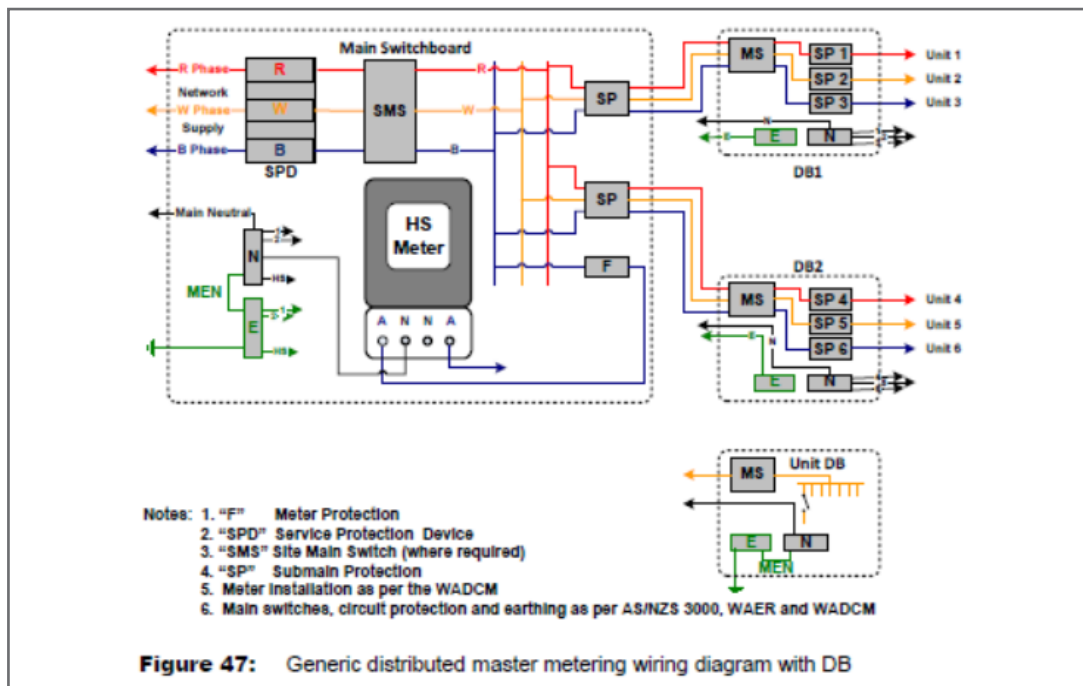 Main Switchboard
R Phase
R
R
Network
W Phase
W
SMS
W
Supply
B Phase
B
B
SPD
SP
MS
SP 1
SP 2
SP 3
Unit 1
Unit 2
Unit 3
N
E
E
N
DB1
Main Neutral
N
HS
MEN
E
HS
HS
Meter
A N N A
SP
F
DB2
MS
SP 4
SP 5
SP 6
Unit 4
Unit 5
Unit 6
N
E
E
N
Unit DB
MS
E
N
MEN
Notes: 1. "F" Meter Protection
2. "SPD" Service Protection Device
3. "SMS" Site Main Switch (where required)
4. "SP" Submain Protection
5. Meter Installation as per the WADCM
6. Main switches, circuit protection and earthing as per AS/NZS 3000, WAER and WADCM
Figure 47: Generic distributed master metering wiring diagram with DB